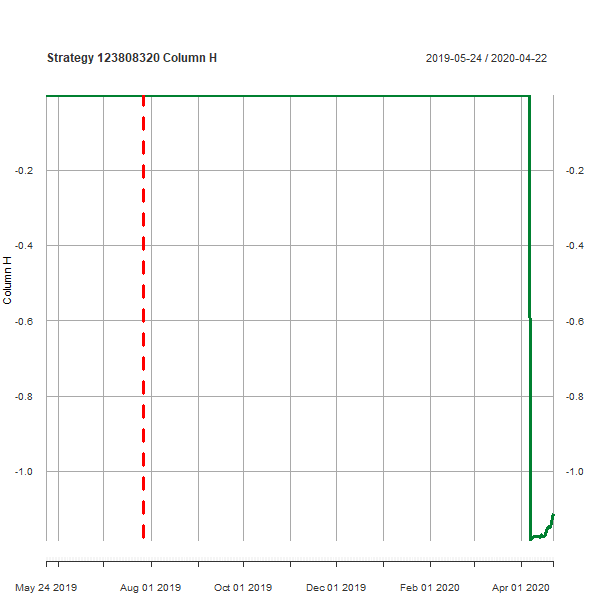 Strategy 123808320 Column H
2019-05-24 / 2020-04-22
-0.2
-0.2
-0.4
-0.4
-0.6
-0.6
-0.8
-0.8
-1.0
-1.0
Column H
May 24 2019
Aug 01 2019
Oct 01 2019
Dec 01 2019
Feb 01 2020
Apr 01 2020